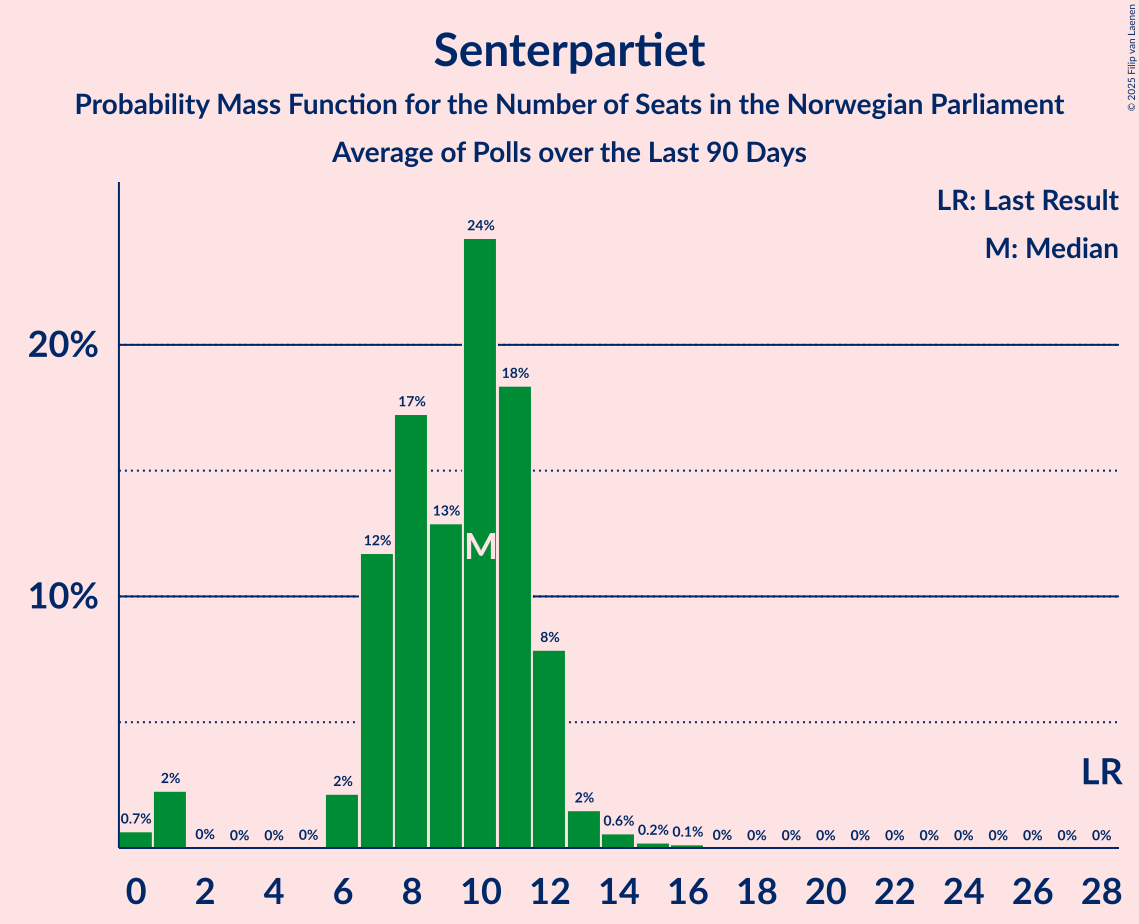 Senterpartiet
Probability Mass Function for the Number of Seats in the Norwegian Parliament
Average of Polls over the Last 90 Days
© 2025 Filip van Laenen
LR: Last Result
M: Median
24%
20%
18%
17%
13%
12%
M
10%
8%
LR
2%
2%
2%
0.7%
0% 0% 0% 0%
0.6%
0.2%
0.1%
0% 0% 0% 0% 0% 0% 0% 0% 0% 0% 0% 0%
0 2 4 6 8 10 12 14 16 18 20 22 24 26 28